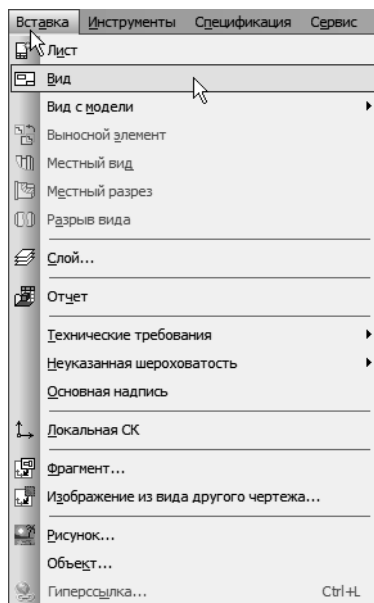 Вставка Инструменты Спецификация Сервис
Лист
Вид
Вид с модели
Выносной элемент
Местный вид
Местный разрез
Разрыв вида
Слой...
Отчет
Технические требования
Неуказанная шероховатость
Основная надпись
Локальная СК
Фрагмент...
Изображение из вида другого чертежа...
Рисунок...
Объект...
Гиперссылка... Ctrl+L